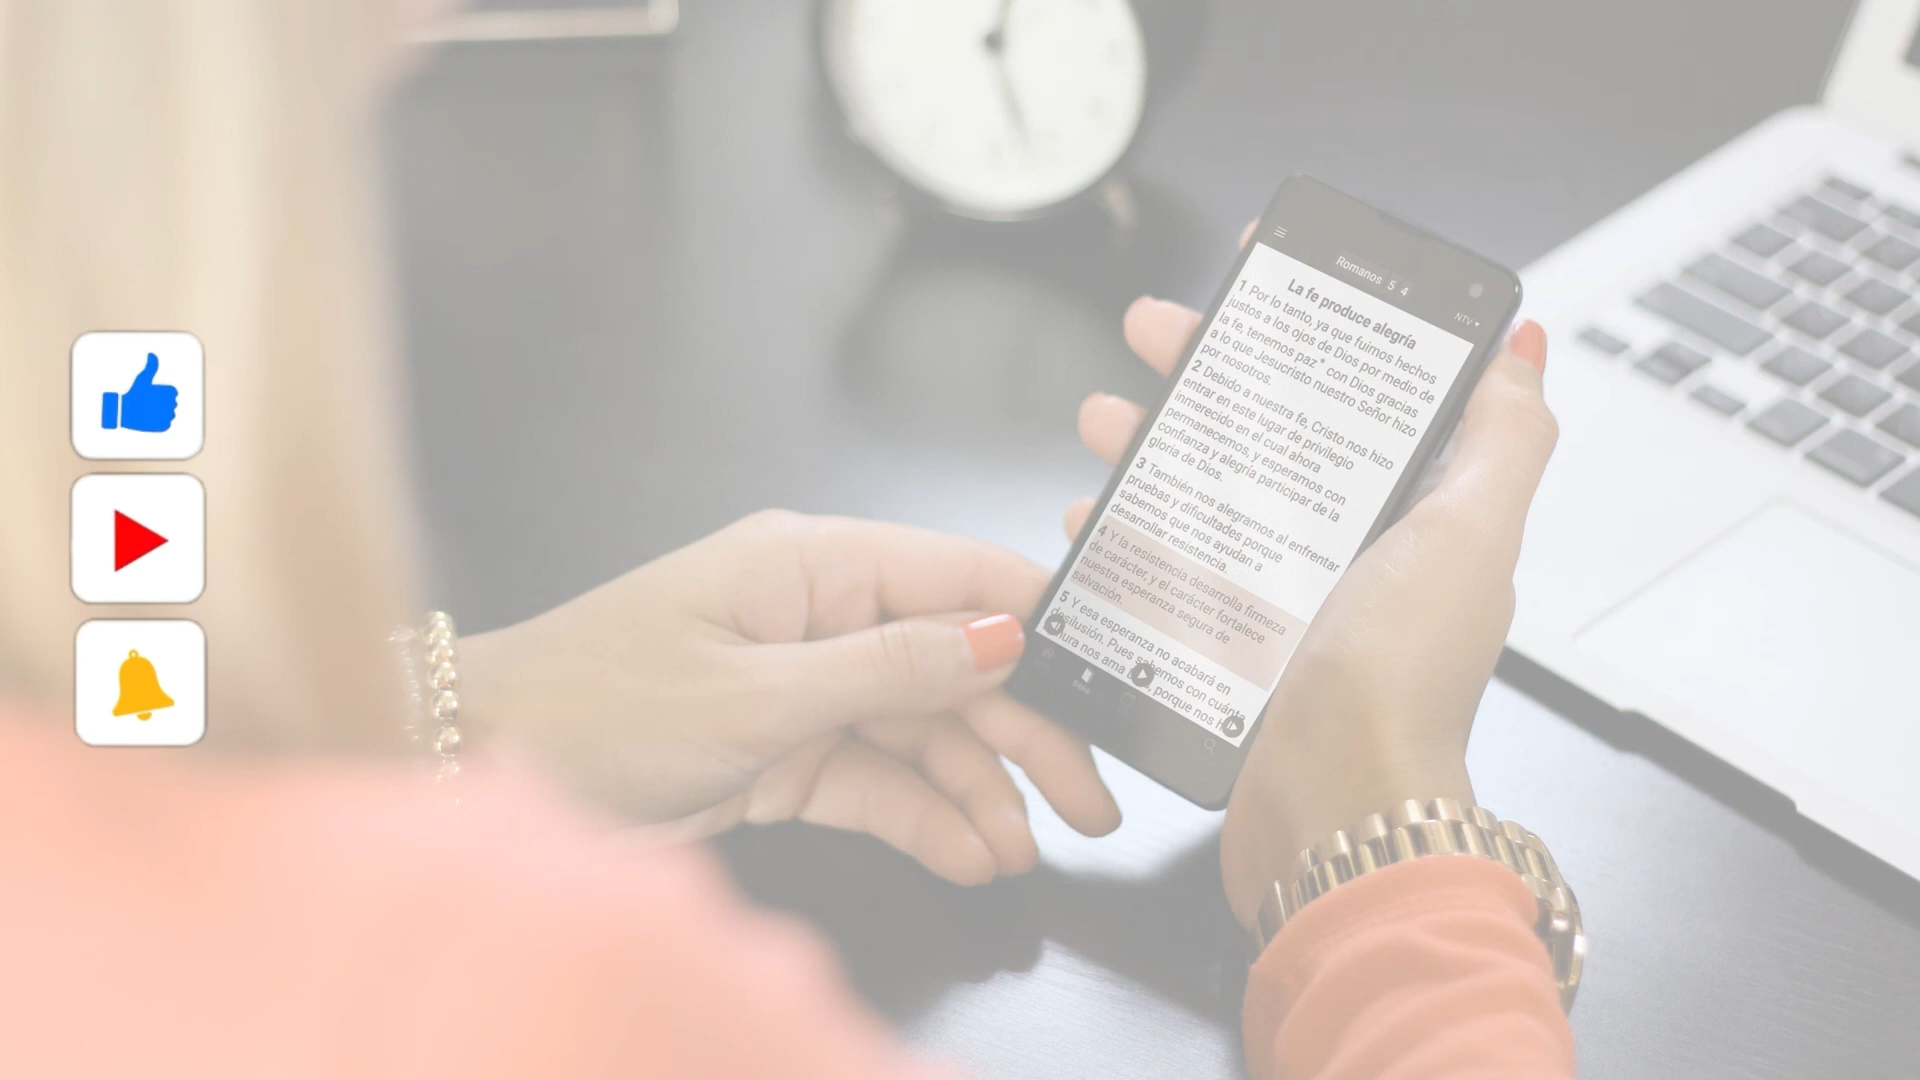 Romanos 5 4
NTV
La fe produce alegría
1 Por lo tanto, ya que fuimos hechos
justos a los ojos de Dios por medio de
la fe, tenemos paz* con Dios gracias
a lo que Jesucristo nuestro Señor hizo
por nosotros.
2 Debido a nuestra fe, Cristo nos hizo
entrar en este lugar de privilegio
inmerecido en el cual ahora
permanecemos, y esperamos con
confianza y alegría participar de la
gloria de Dios.
3 También nos alegramos al enfrentar
pruebas y dificultades porque
sabemos que nos ayudan a
desarrollar resistencia.
4 Y la resistencia desarrolla firmeza
de carácter, y el carácter fortalece
nuestra esperanza segura de
salvación.
5 Y esa esperanza no acabará en
desilusión. Pues sabemos con cuánta
nos ama , porque nos